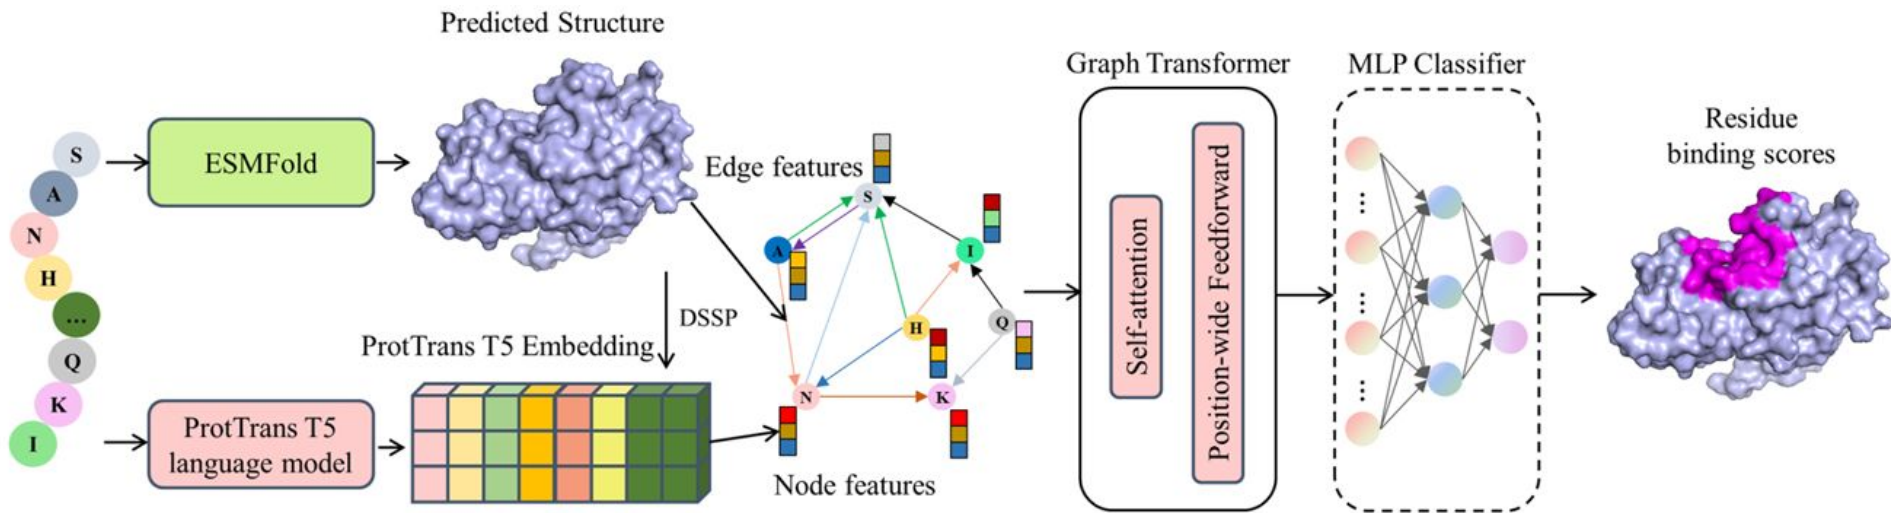 Predicted Structure
Graph Transformer
MLP Classifier
S
A
N
H
...
Q
K
I
ESMFold
ProtTrans T5
language model
ProtTrans T5 Embedding
DSSP
Edge features
S
A
I
H
Q
N
K
Node features
Self-attention
Position-wide Feedforward
...
...
...
Residue
binding scores